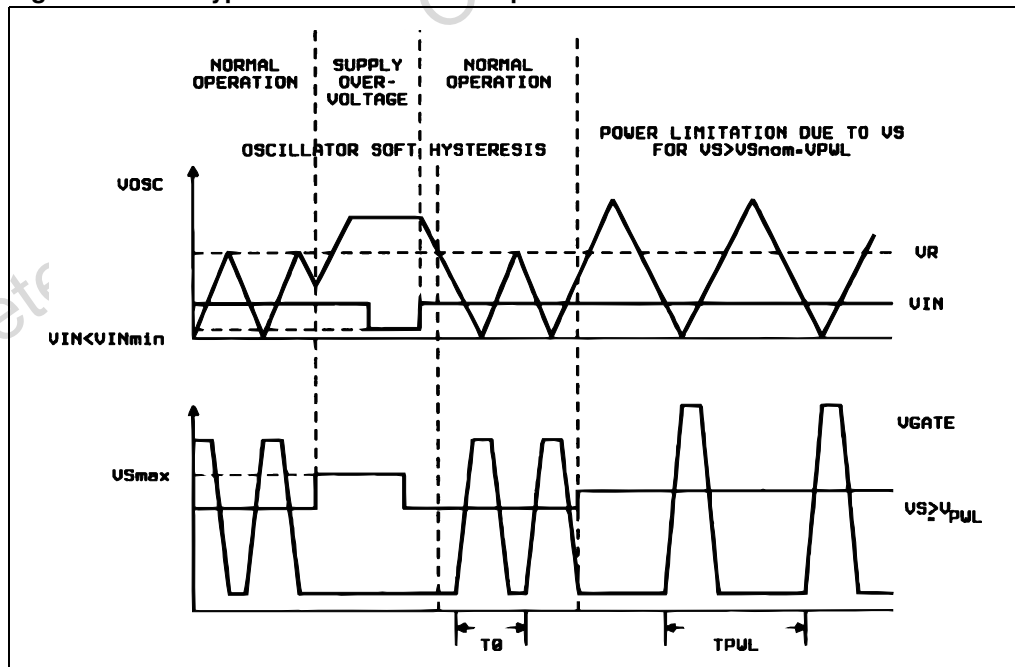 NORMAL
OPERATION
SUPPLY
OVER-
VOLTAGE
NORMAL
OPERATION
POWER LIMITATION DUE TO VS
FOR VS>VSnom=VPWL
OSCILLATOR SOFT HYSTERESIS
VOSC
VR
VIN
VIN<VINmin
VGATE
VSmax
VS≥VPWL
T0
TPWL